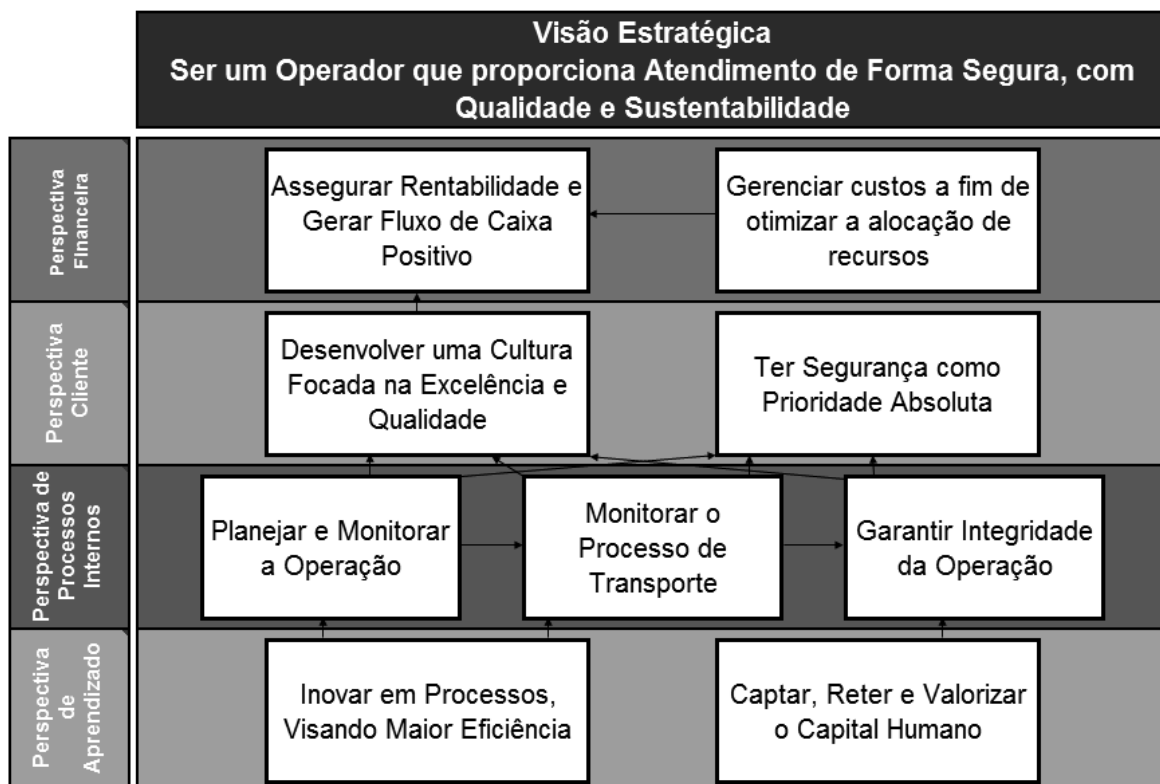 Visão Estratégica
Ser um Operador que proporciona Atendimento de Forma Segura, com
Qualidade e Sustentabilidade
Perspectiva
Financeira
Assegurar Rentabilidade e
Gerar Fluxo de Caixa
Positivo
Gerenciar custos a fim de
otimizar a alocação de
recursos
Perspectiva
Cliente
Desenvolver uma Cultura
Focada na Excelência e
Qualidade
Ter Segurança como
Prioridade Absoluta
Perspectiva de
Processos
Internos
Planejar e Monitorar
a Operação
Monitorar o
Processo de
Transporte
Garantir Integridade
da Operação
Perspectiva
de
Aprendizado
Inovar em Processos,
Visando Maior Eficiência
Captar, Reter e Valorizar
o Capital Humano